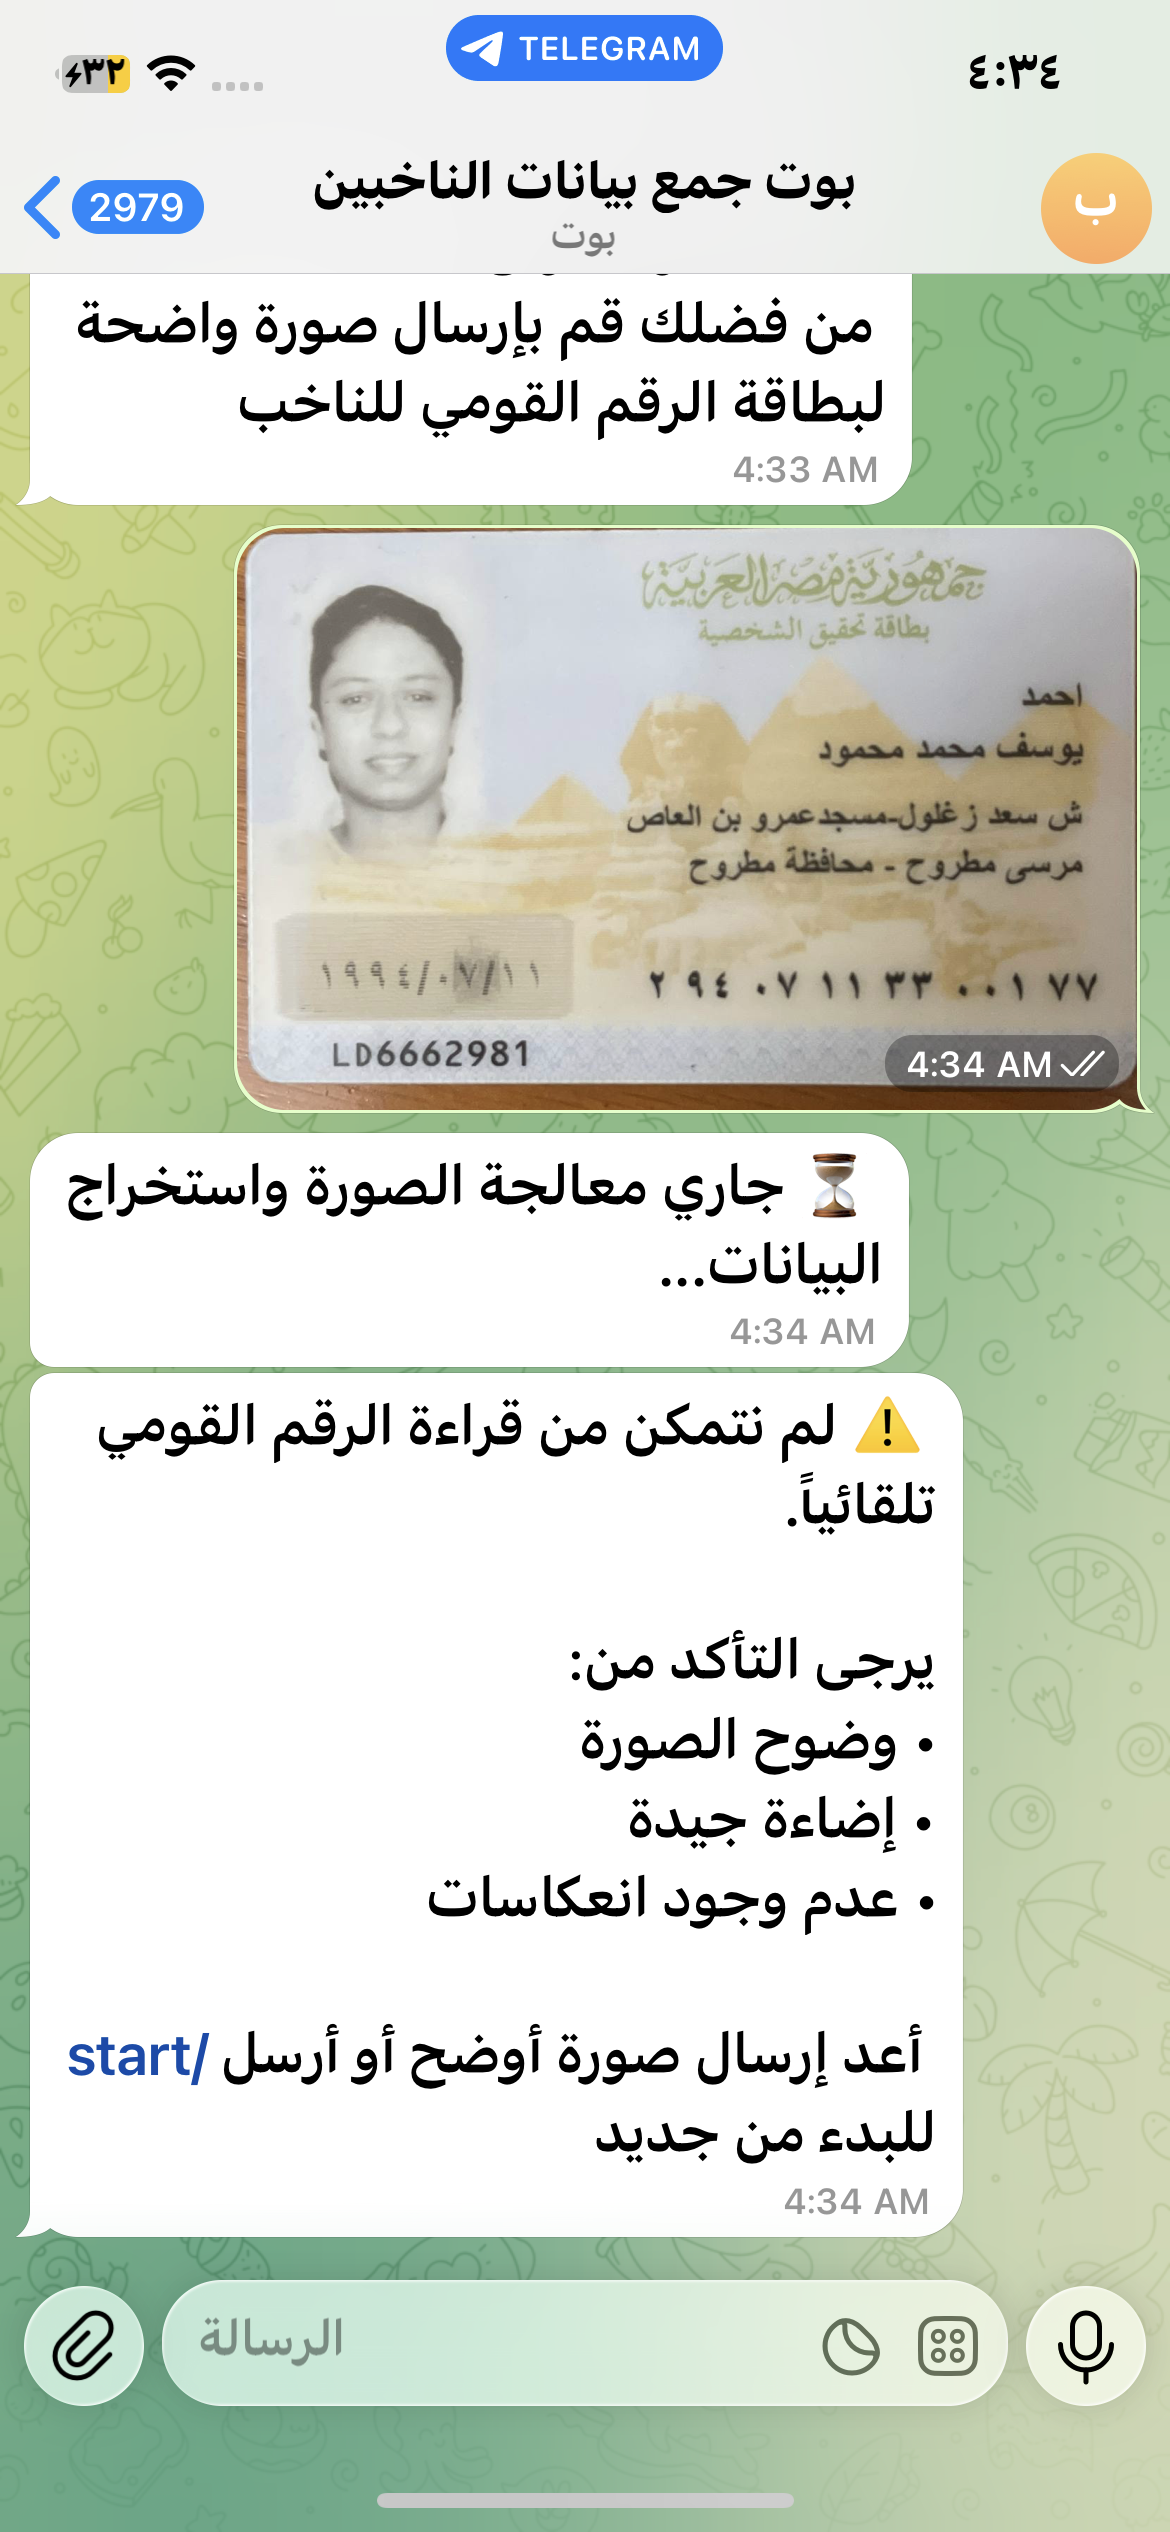 ٤:٣٤
TELEGRAM
٣٢
2979
بوت جمع بيانات الناخبين
بوت
ب
من فضلك قم بإرسال صورة واضحة
لبطاقة الرقم القومي للناخب
4:33 AM
جمهورية مصر العربية
بطاقة تحقيق الشخصية
احمد
يوسف محمد محمود
ش سعد زغلول-مسجدعمرو بن العاص
مرسى مطروح - محافظة مطروح
٢ ٩٤ ٠٧ ١١ ٣٣ ٠٠١ ٧٧
١٩٩٤/٠٧/١١
LD6662981
4:34 AM
⏳ جاري معالجة الصورة واستخراج
البيانات...
4:34 AM
⚠️ لم نتمكن من قراءة الرقم القومي
تلقائياً.
يرجى التأكد من:
• وضوح الصورة
• إضاءة جيدة
• عدم وجود انعكاسات
أعد إرسال صورة أوضح أو أرسل /start
للبدء من جديد
4:34 AM
الرسالة